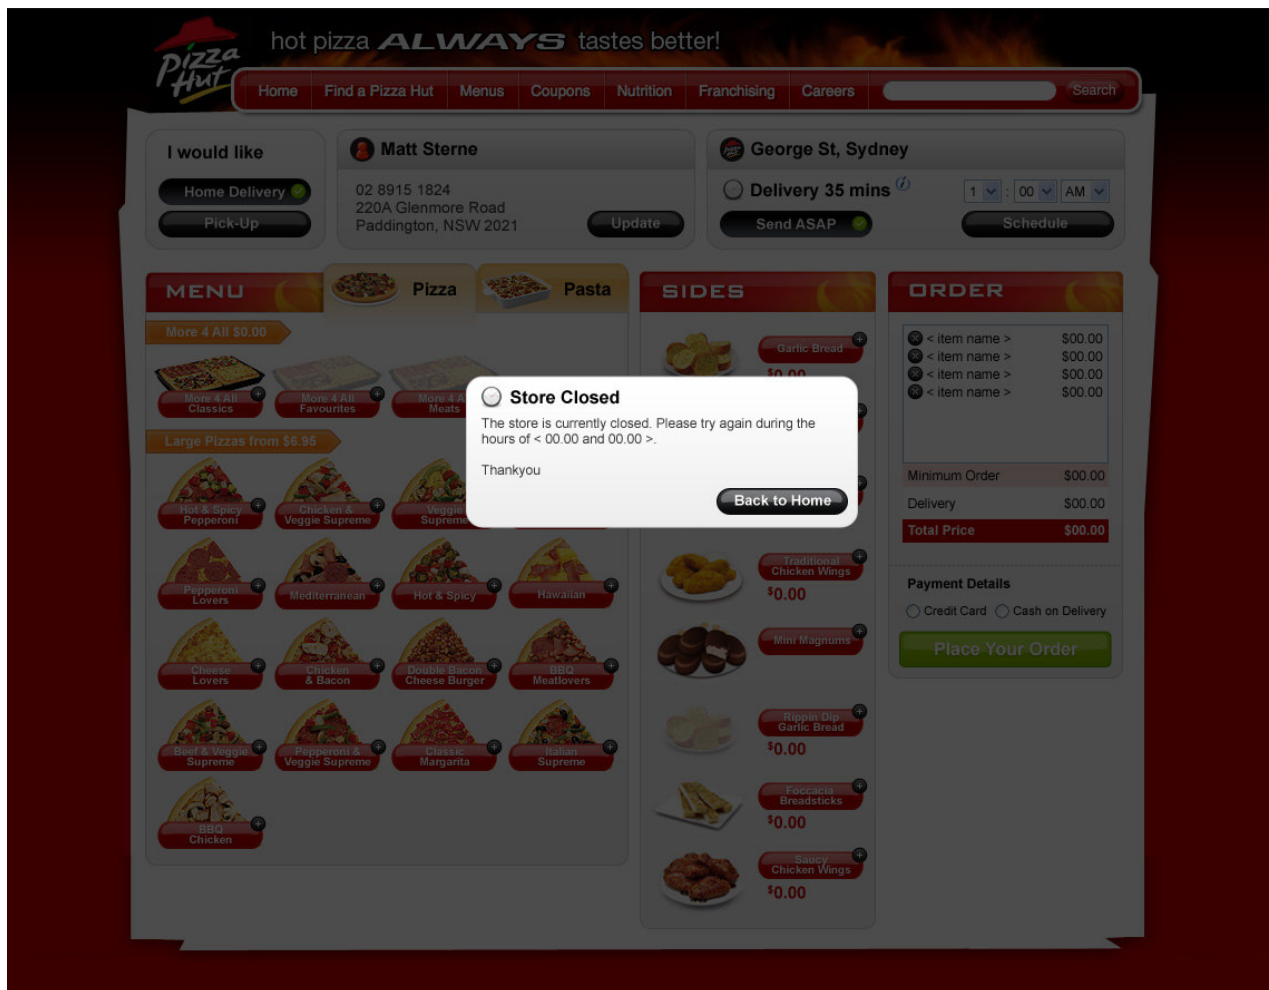 hot pizza ALWAYS tastes better!
Pizza Hut
Home Find a Pizza Hut Menus Coupons Nutrition Franchising Careers Search
I would like
Home Delivery
Pick-Up
Matt Sterne
02 8915 1824
220A Glenmore Road
Paddington, NSW 2021
Update
George St, Sydney
Delivery 35 mins i
1 : 00 AM
Send ASAP
Schedule
MENU
Pizza
Pasta
More 4 All $0.00
More 4 All
Classics
More 4 All
Favourites
More 4 A
Meats
Large Pizzas from $6.95
Hot & Spicy
Pepperoni
Chicken &
Veggie Supreme
Veggie
Supreme
Pepperoni
Lovers
Mediterranean
Hot & Spicy
Hawaiian
Cheese
Lovers
Chicken
& Bacon
Double Bacon
Cheese Burger
BBQ
Meatlovers
Beef & Veggie
Supreme
Pepperoni &
Veggie Supreme
Classic
Margarita
Italian
Supreme
BBQ
Chicken
SIDES
Garlic Bread
$0.00
Traditional
Chicken Wings
$0.00
Mini Magnums
Rippin Dip
Garlic Bread
$0.00
Foccacia
Breadsticks
$0.00
Saucy
Chicken Wings
$0.00
ORDER
< item name > $00.00
< item name > $00.00
< item name > $00.00
< item name > $00.00
Minimum Order $00.00
Delivery $00.00
Total Price $00.00
Payment Details
Credit Card Cash on Delivery
Place Your Order
Store Closed
The store is currently closed. Please try again during the
hours of < 00.00 and 00.00 >.
Thankyou
Back to Home